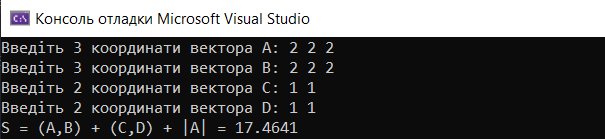 Консоль отладки Microsoft Visual Studio
Введіть 3 координати вектора A: 2 2 2
Введіть 3 координати вектора B: 2 2 2
Введіть 2 координати вектора C: 1 1
Введіть 2 координати вектора D: 1 1
S = (A,B) + (C,D) + |A| = 17.4641